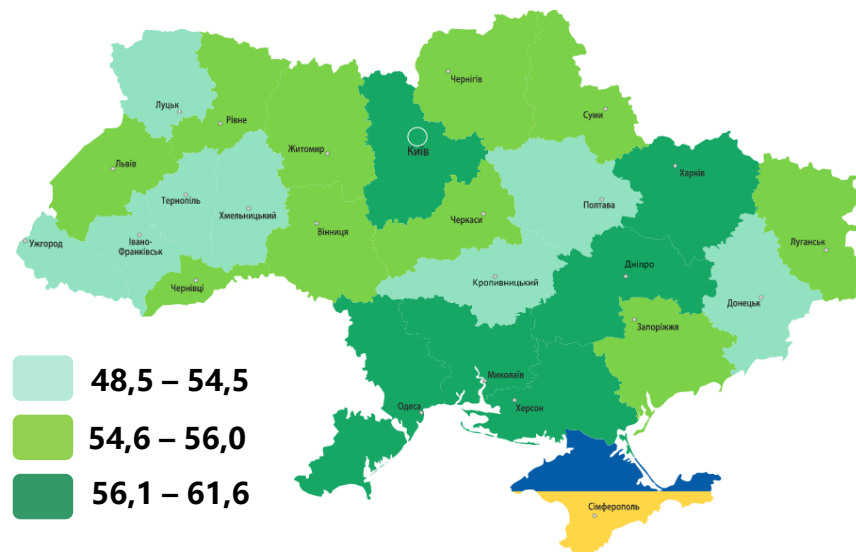 Чернігів
Луцьк
Рівне
Суми
Київ
Житомир
Львів
Харків
Тернопіль
Хмельницький
Полтава
Черкаси
Вінниця
Ужгород
Івано-
Франківськ
Луганськ
Дніпро
Чернівці
Кропивницький
Донецьк
Запоріжжя
Миколаїв
Одеса
Херсон
Сімферополь
48,5 – 54,5
54,6 – 56,0
56,1 – 61,6